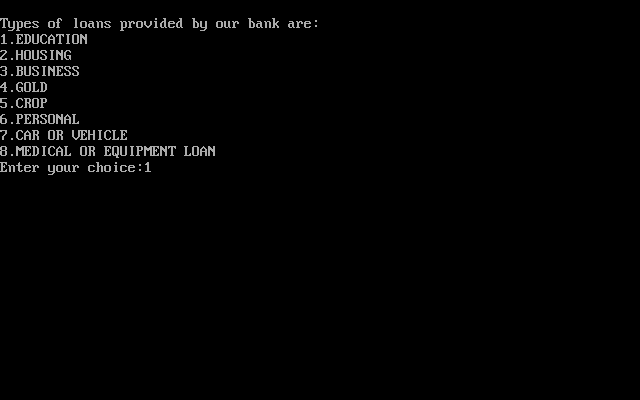 Types of loans provided by our bank are:
1.EDUCATION
2.HOUSING
3.BUSINESS
4.GOLD
5.CROP
6.PERSONAL
7.CAR OR VEHICLE
8.MEDICAL OR EQUIPMENT LOAN
Enter your choice:1